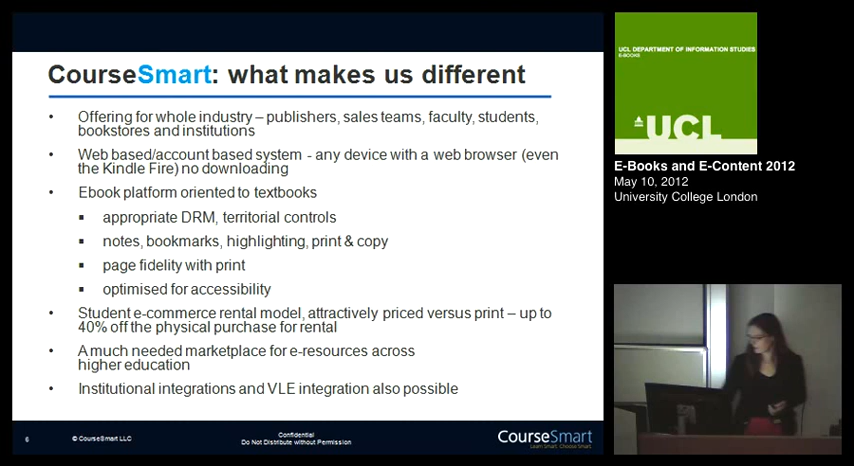 CourseSmart: what makes us different
• Offering for whole industry – publishers, sales teams, faculty, students,
bookstores and institutions
• Web based/account based system - any device with a web browser (even
the Kindle Fire) no downloading
• Ebook platform oriented to textbooks
▪ appropriate DRM, territorial controls
▪ notes, bookmarks, highlighting, print & copy
▪ page fidelity with print
▪ optimised for accessibility
• Student e-commerce rental model, attractively priced versus print – up to
40% off the physical purchase for rental
• A much needed marketplace for e-resources across
higher education
• Institutional integrations and VLE integration also possible
6
© CourseSmart LLC
Confidential
Do Not Distribute without Permission
CourseSmart
Learn Smart. Choose Smart.
UCL DEPARTMENT OF INFORMATION STUDIES
E-BOOKS
UCL
E-Books and E-Content 2012
May 10, 2012
University College London